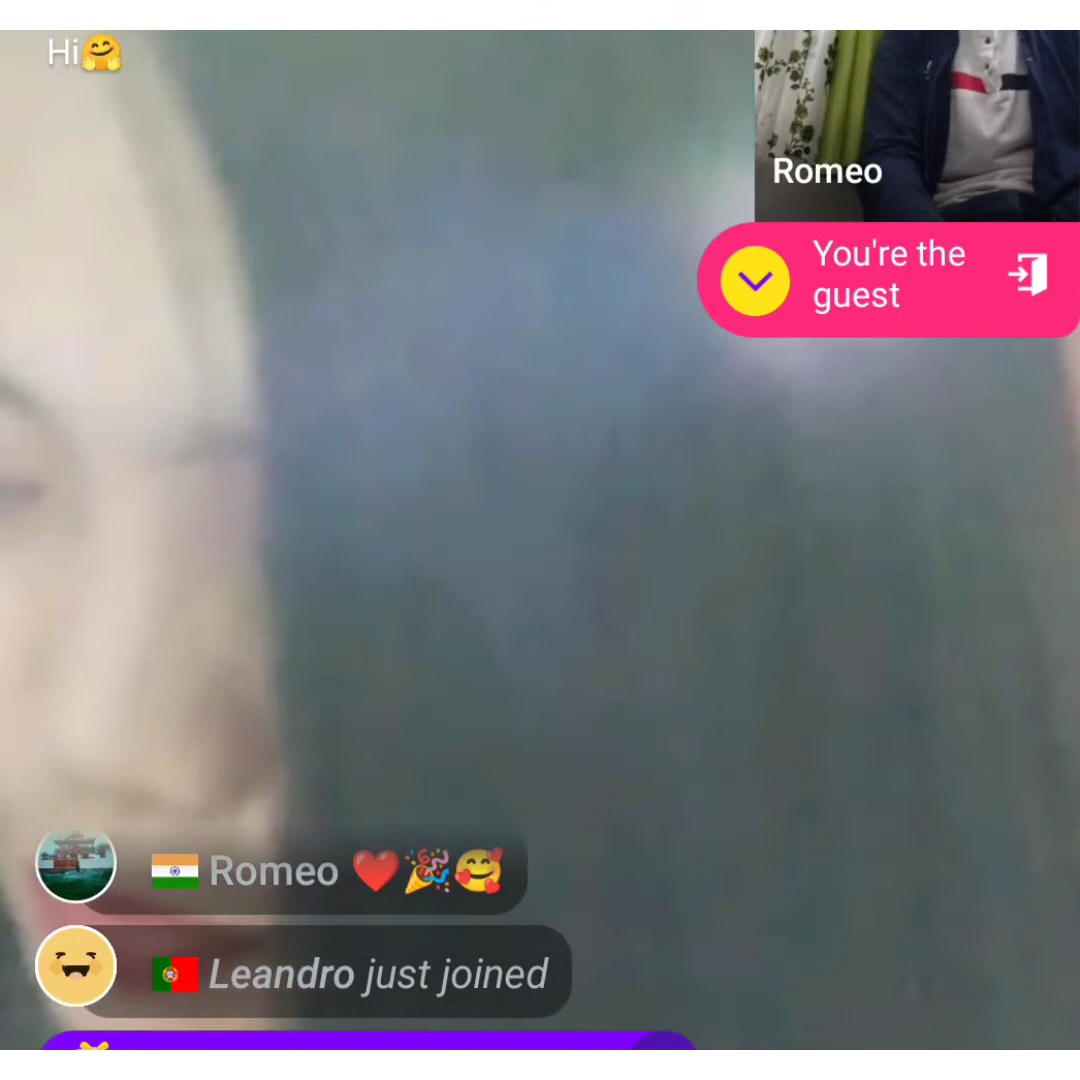 Hi🤗
Romeo
You're the
guest
Romeo ❤️🎉🥰
Leandro just joined